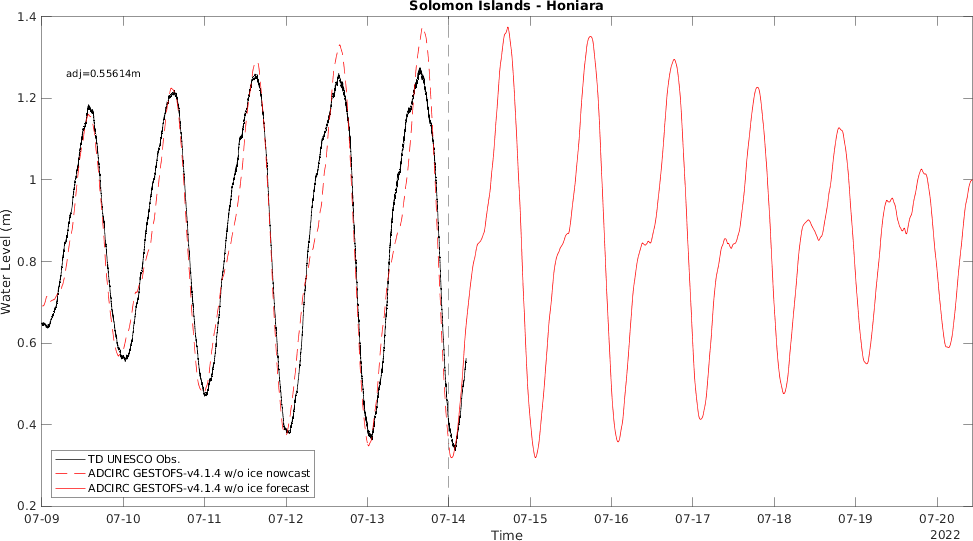 Solomon Islands - Honiara
1.4
adj=0.55614m
1.2
1
0.8
0.6
0.4
0.2
Water Level (m)
TD UNESCO Obs.
ADCIRC GESTOFS-v4.1.4 w/o ice nowcast
ADCIRC GESTOFS-v4.1.4 w/o ice forecast
07-09 07-10 07-11 07-12 07-13 07-14 07-15 07-16 07-17 07-18 07-19 07-20
Time
2022